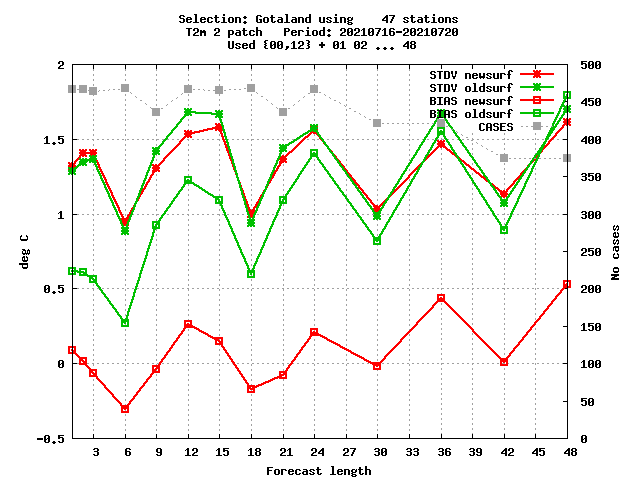 Selection: Gotaland using    47 stations
T2m 2 patch   Period: 20210716-20210720
Used {00,12} + 01 02 ... 48
STDV newsurf
STDV oldsurf
BIAS newsurf
BIAS oldsurf
CASES
2
1.5
1
0.5
0
-0.5
deg C
500
450
400
350
300
250
200
150
100
50
0
No cases
3 6 9 12 15 18 21 24 27 30 33 36 39 42 45 48
Forecast length